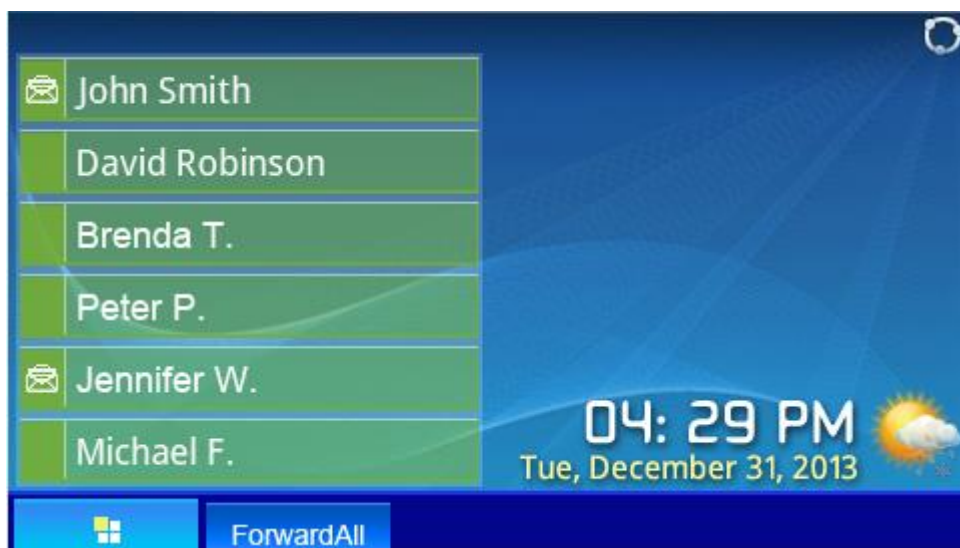 John Smith
David Robinson
Brenda T.
Peter P.
Jennifer W.
Michael F.
04: 29 PM
Tue, December 31, 2013
ForwardAll